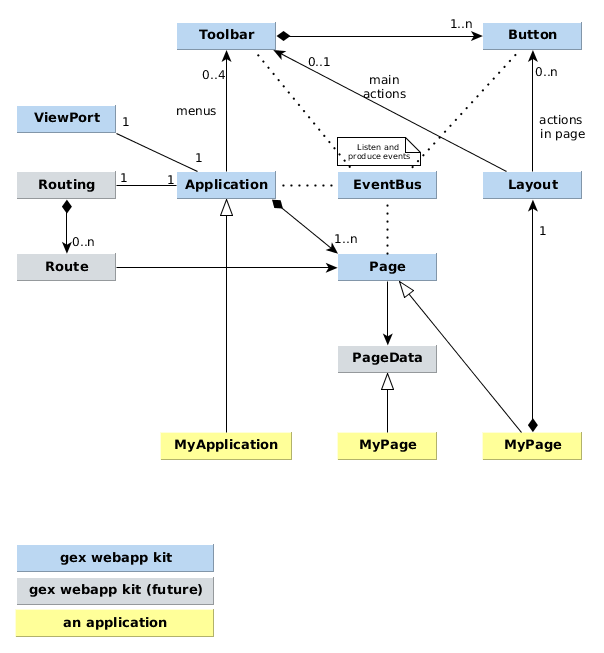 Toolbar
1..n
Button
0..4
0..1
main
actions
0..n
menus
ViewPort
1
actions
in page
Listen and
produce events
1
Routing
1
1
Application
EventBus
Layout
0..n
1..n
1
Route
Page
PageData
MyApplication
MyPage
MyPage
gex webapp kit
gex webapp kit (future)
an application